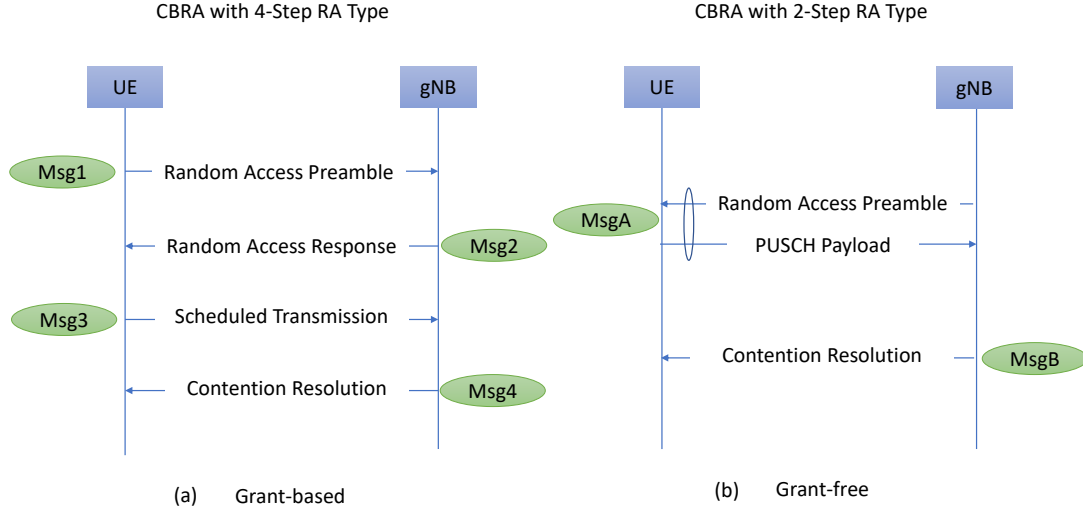 CBRA with 4-Step RA Type
UE
gNB
Msg1
Random Access Preamble
Random Access Response
Msg2
Msg3
Scheduled Transmission
Contention Resolution
Msg4
(a) Grant-based
CBRA with 2-Step RA Type
UE
gNB
Random Access Preamble
MsgA
PUSCH Payload
Contention Resolution
MsgB
(b) Grant-free